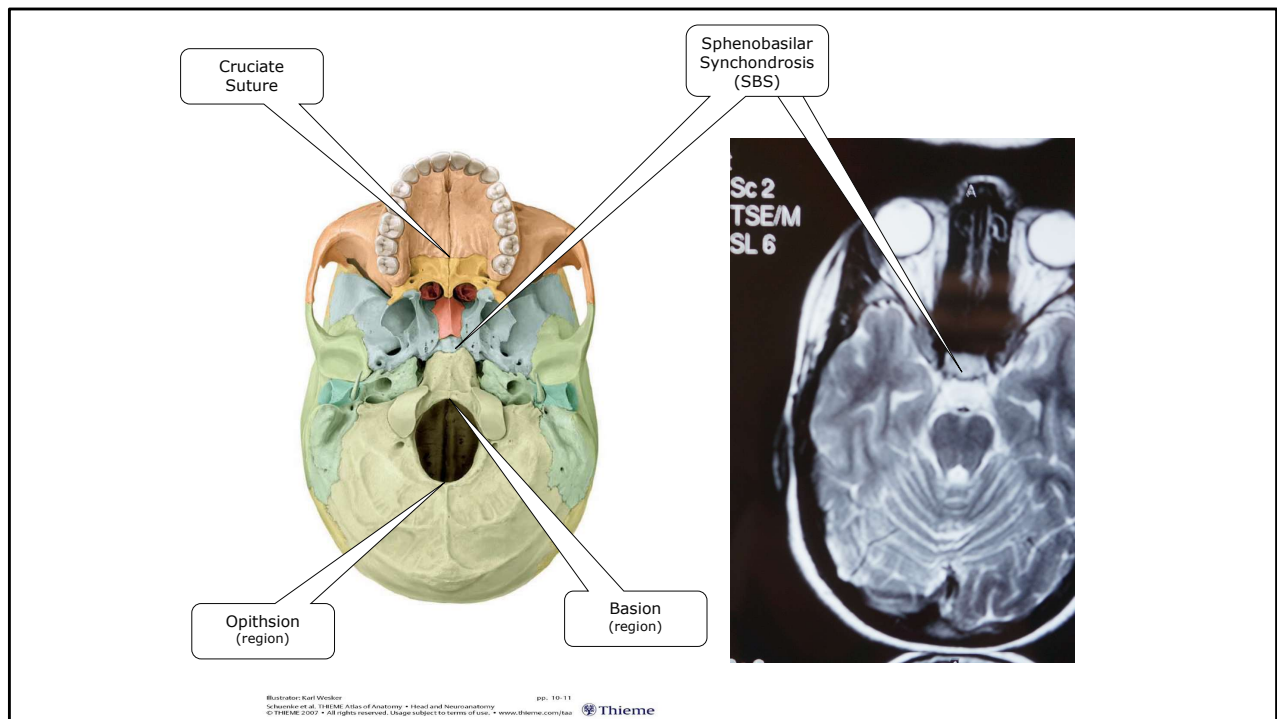 Cruciate
Suture
Sphenobasilar
Synchondrosis
(SBS)
Sc 2
TSE/M
SL 6
A
Opithsion
(region)
Basion
(region)
Illustrator: Karl Wesker
pp. 10-11
Schuenke et al. THIEME Atlas of Anatomy • Head and Neuroanatomy
© THIEME 2007 • All rights reserved. Usage subject to terms of use. • www.thieme.com/taa
Thieme